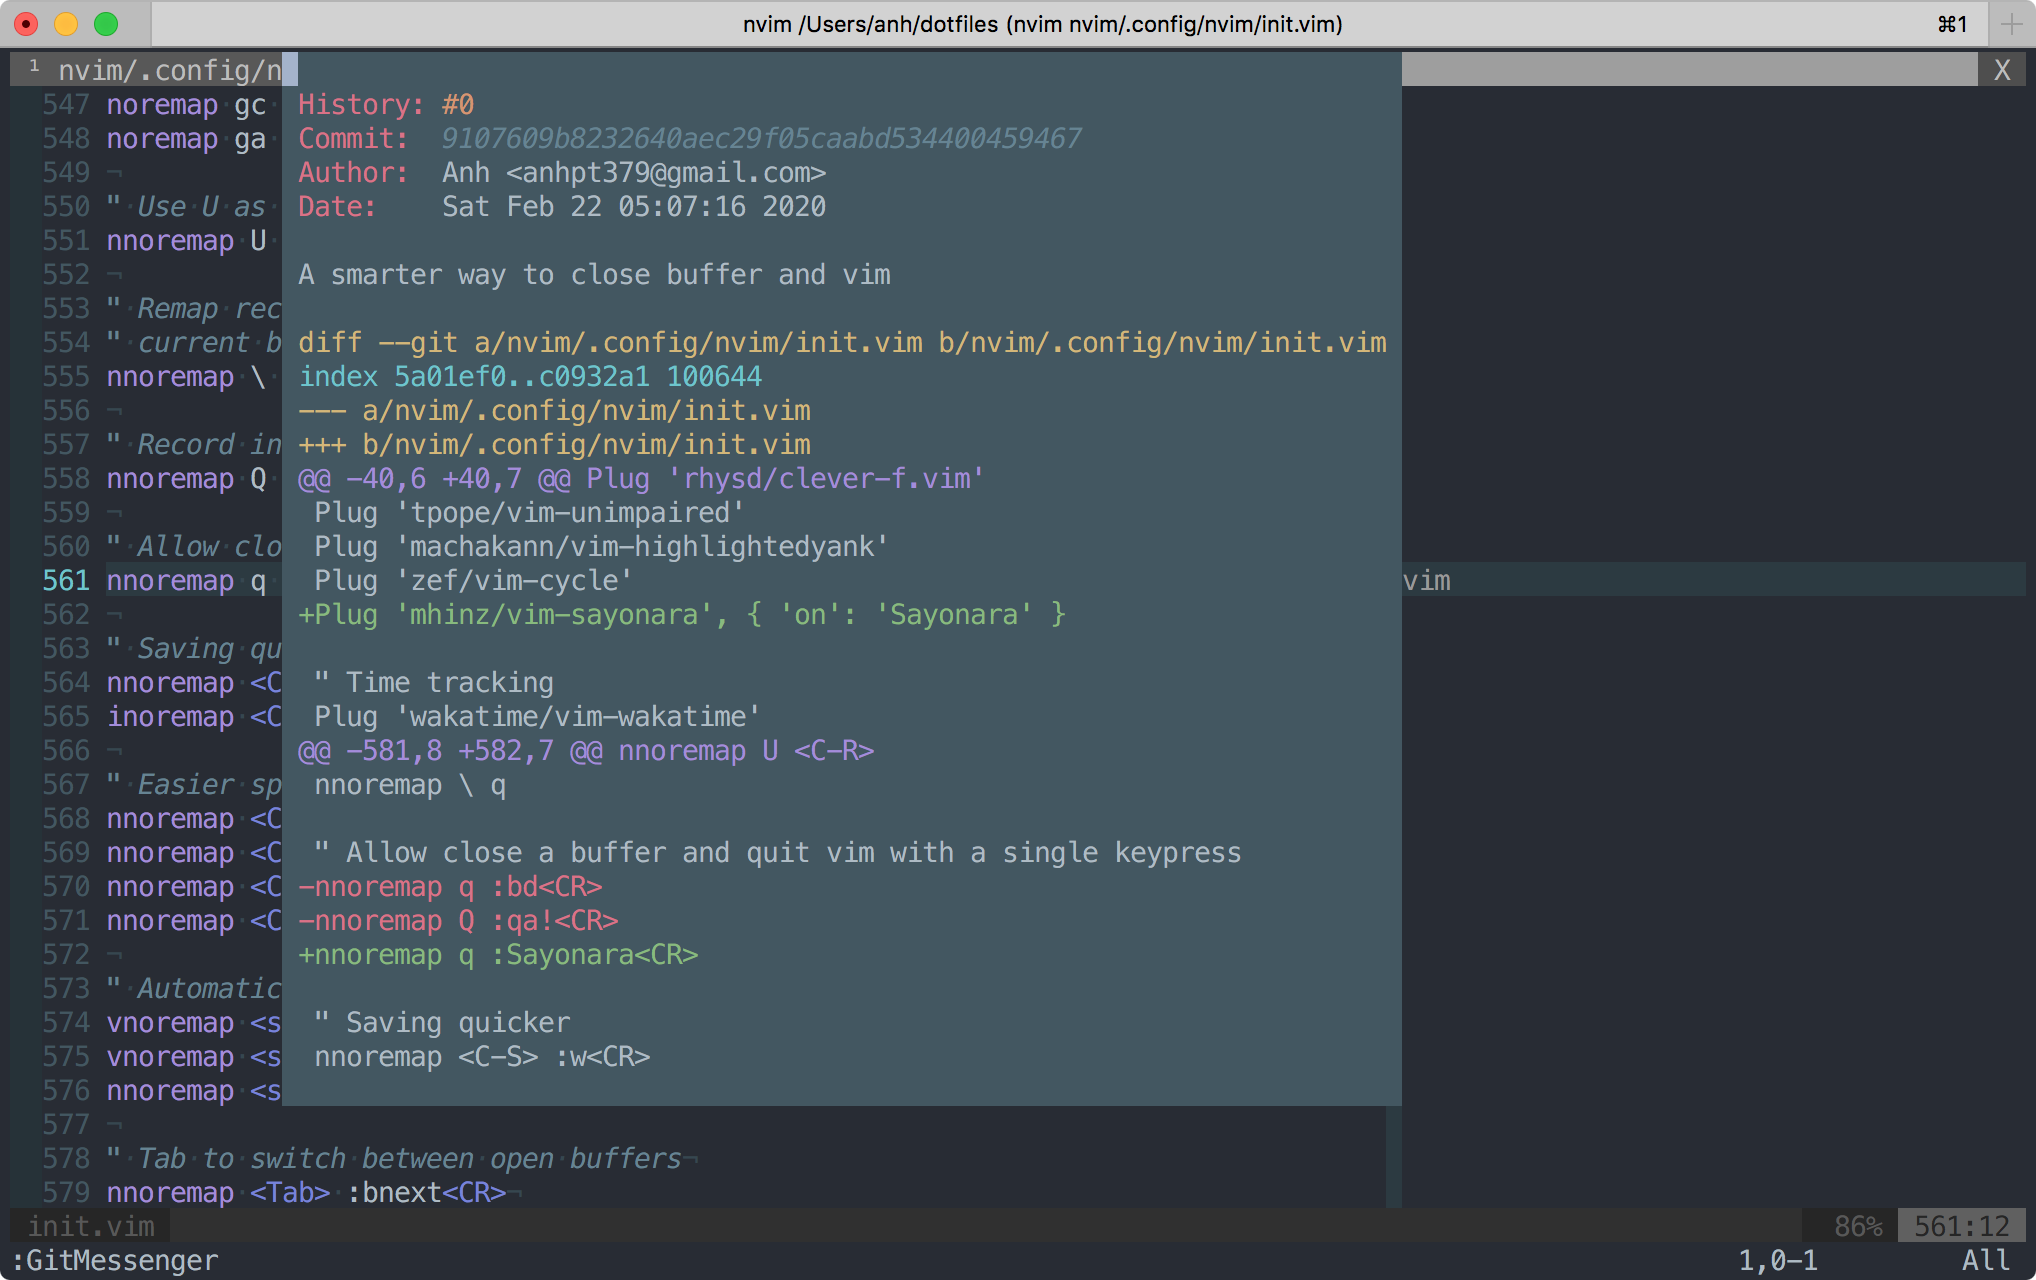 nvim /Users/anh/dotfiles (nvim nvim/.config/nvim/init.vim) ⌘1 +
1 nvim/.config/n X
547 noremap gc History: #0
548 noremap ga Commit: 9107609b8232640aec29f05caabd534400459467
549 ¬ Author: Anh <anhpt379@gmail.com>
550 " Use U as Date: Sat Feb 22 05:07:16 2020
551 nnoremap U
552 ¬ A smarter way to close buffer and vim
553 " Remap rec
554 " current b diff --git a/nvim/.config/nvim/init.vim b/nvim/.config/nvim/init.vim
555 nnoremap \ index 5a01ef0..c0932a1 100644
556 ¬ --- a/nvim/.config/nvim/init.vim
557 " Record in +++ b/nvim/.config/nvim/init.vim
558 nnoremap Q @@ -40,6 +40,7 @@ Plug 'rhysd/clever-f.vim'
559 ¬ Plug 'tpope/vim-unimpaired'
560 " Allow clo Plug 'machakann/vim-highlightedyank'
561 nnoremap q Plug 'zef/vim-cycle' vim
562 ¬ +Plug 'mhinz/vim-sayonara', { 'on': 'Sayonara' }
563 " Saving qu
564 nnoremap <C " Time tracking
565 inoremap <C Plug 'wakatime/vim-wakatime'
566 ¬ @@ -581,8 +582,7 @@ nnoremap U <C-R>
567 " Easier sp nnoremap \ q
568 nnoremap <C
569 nnoremap <C " Allow close a buffer and quit vim with a single keypress
570 nnoremap <C -nnoremap q :bd<CR>
571 nnoremap <C -nnoremap Q :qa!<CR>
572 ¬ +nnoremap q :Sayonara<CR>
573 " Automatic
574 vnoremap <s " Saving quicker
575 vnoremap <s nnoremap <C-S> :w<CR>
576 nnoremap <s
577 ¬
578 " Tab to switch between open buffers¬
579 nnoremap <Tab> :bnext<CR>¬
init.vim 86% 561:12
:GitMessenger 1,0-1 All